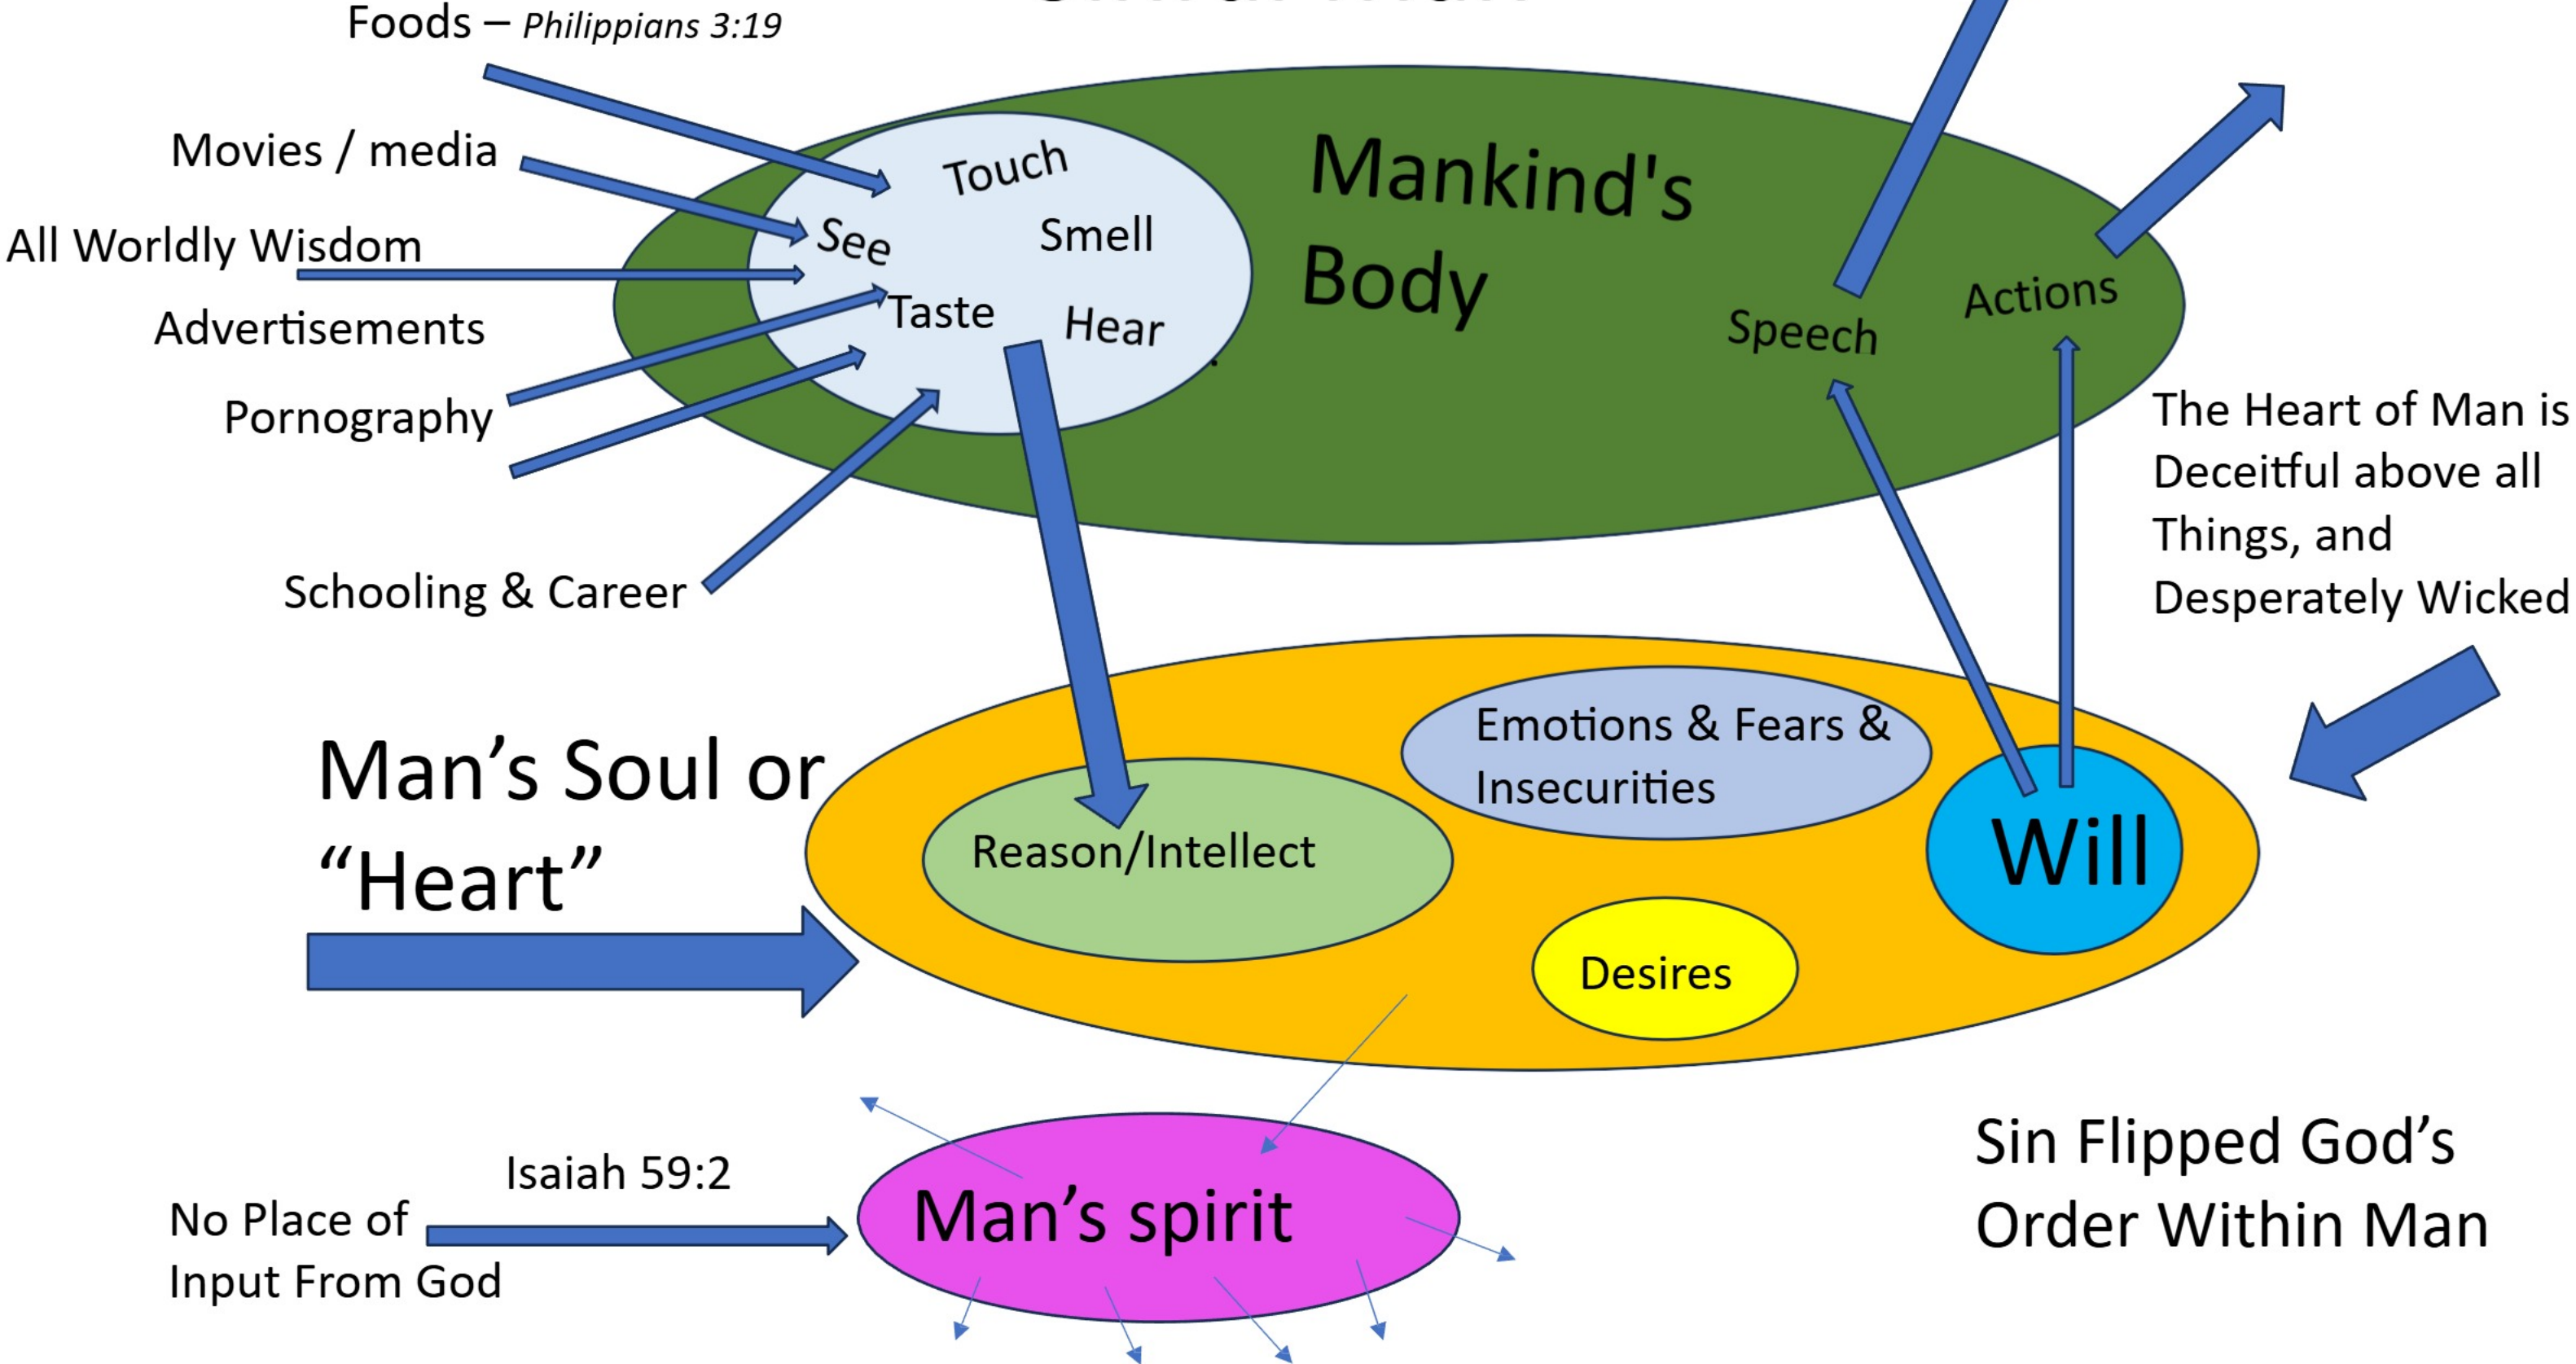 Foods – Philippians 3:19
Movies / media
All Worldly Wisdom
Advertisements
Pornography
Schooling & Career
Touch
See
Smell
Taste
Hear
Mankind's
Body
Speech
Actions
The Heart of Man is
Deceitful above all
Things, and
Desperately Wicked
Man’s Soul or
“Heart”
Reason/Intellect
Emotions & Fears &
Insecurities
Desires
Will
Isaiah 59:2
No Place of
Input From God
Man’s spirit
Sin Flipped God’s
Order Within Man